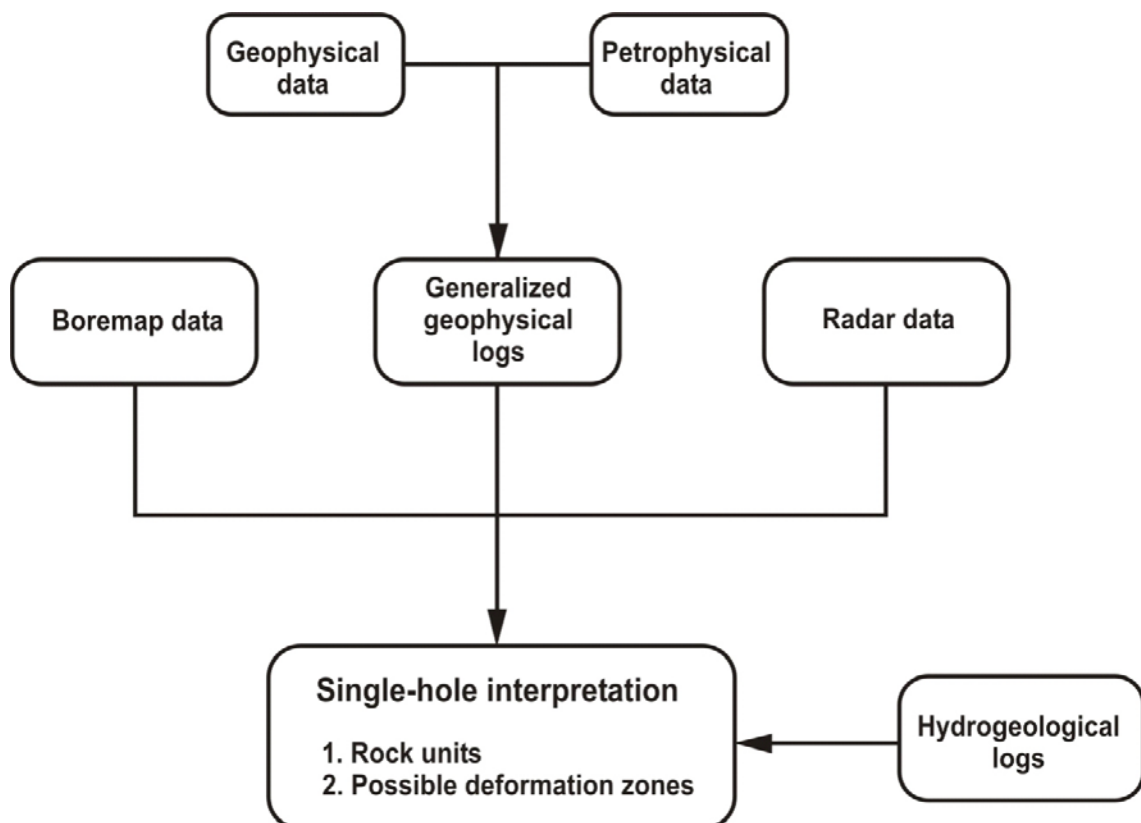 Geophysical
data
Petrophysical
data
Boremap data
Generalized
geophysical
logs
Radar data
Single-hole interpretation
1. Rock units
2. Possible deformation zones
Hydrogeological
logs